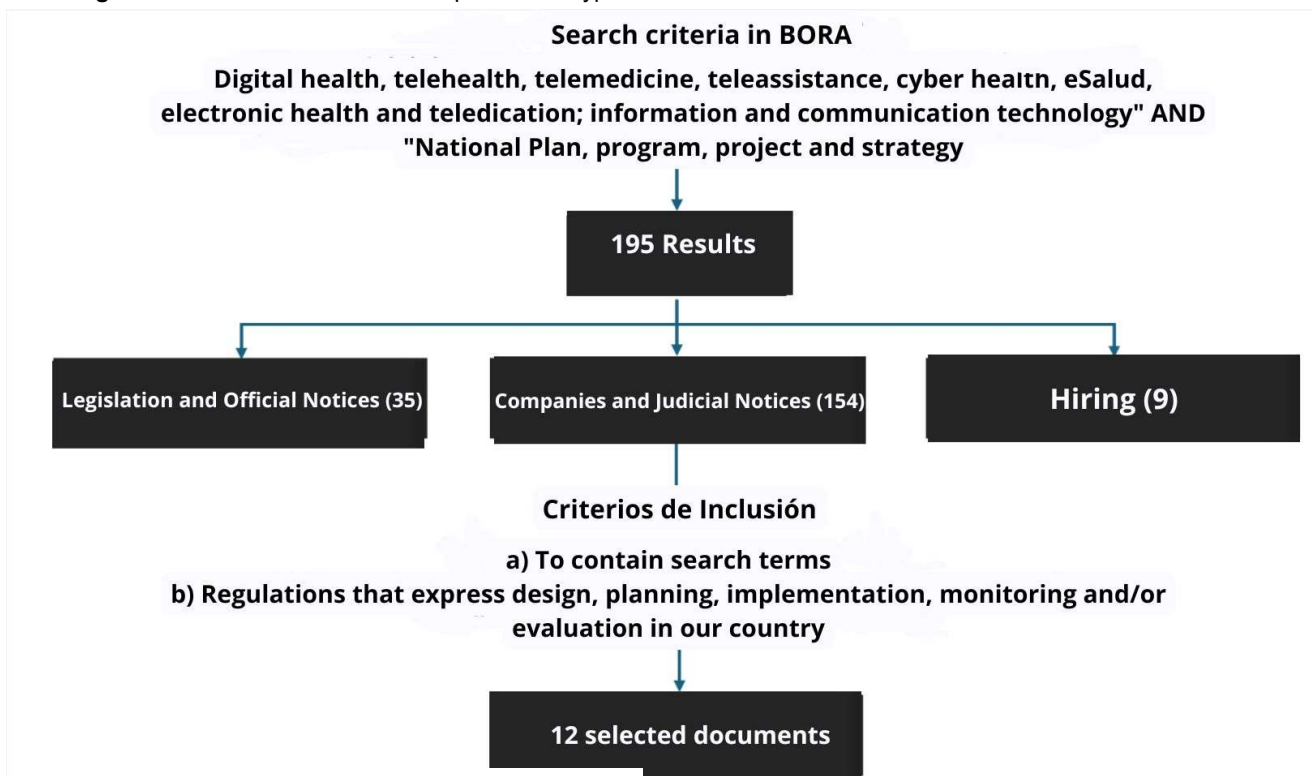 Search criteria in BORA
Digital health, telehealth, telemedicine, teleassistance, cyber health, eSalud,
electronic health and teledication; information and communication technology" AND
"National Plan, program, project and strategy
195 Results
Legislation and Official Notices (35)
Companies and Judicial Notices (154)
Hiring (9)
Criterios de Inclusión
a) To contain search terms
b) Regulations that express design, planning, implementation, monitoring and/or
evaluation in our country
12 selected documents